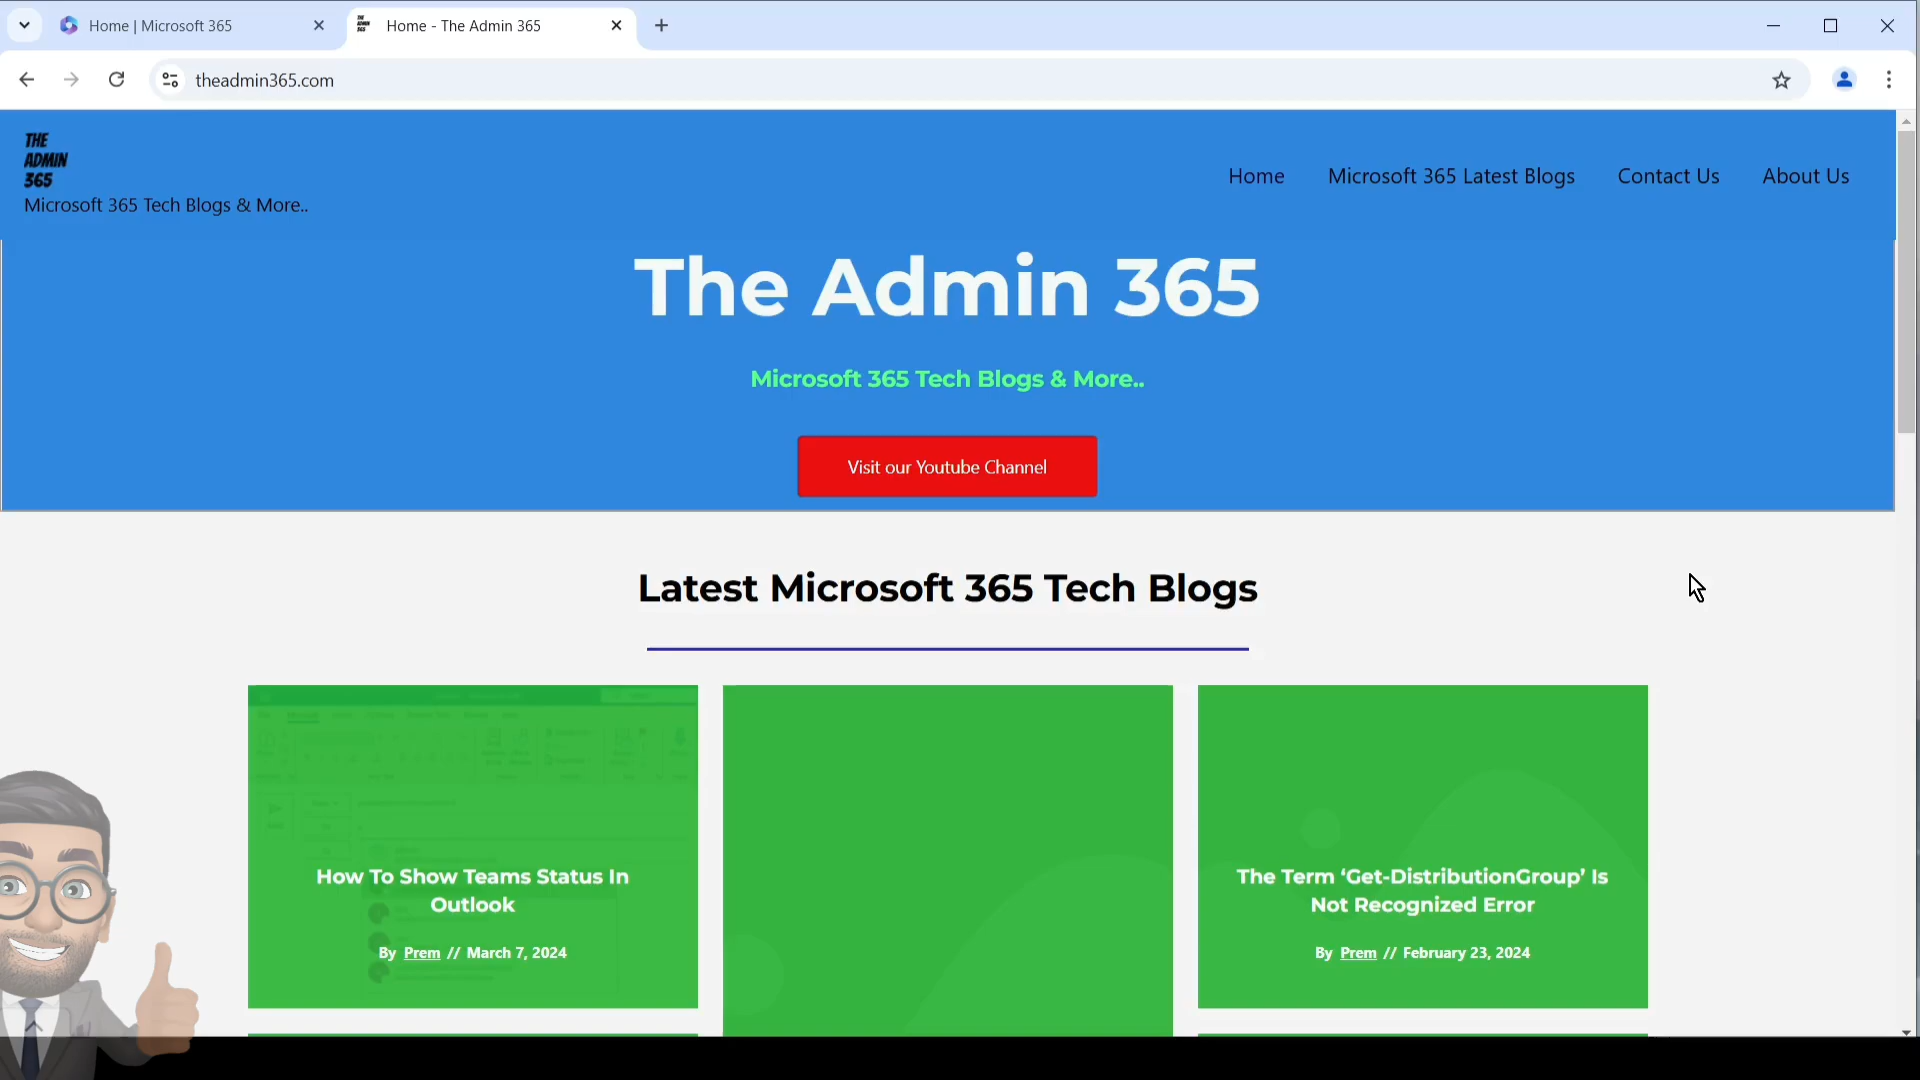 Home | Microsoft 365
Home - The Admin 365
theadmin365.com
THE
ADMIN
365
Microsoft 365 Tech Blogs & More..
Home
Microsoft 365 Latest Blogs
Contact Us
About Us
The Admin 365
Microsoft 365 Tech Blogs & More..
Visit our Youtube Channel
Latest Microsoft 365 Tech Blogs
How To Show Teams Status In
Outlook
By Prem // March 7, 2024
The Term ‘Get-DistributionGroup’ Is
Not Recognized Error
By Prem // February 23, 2024